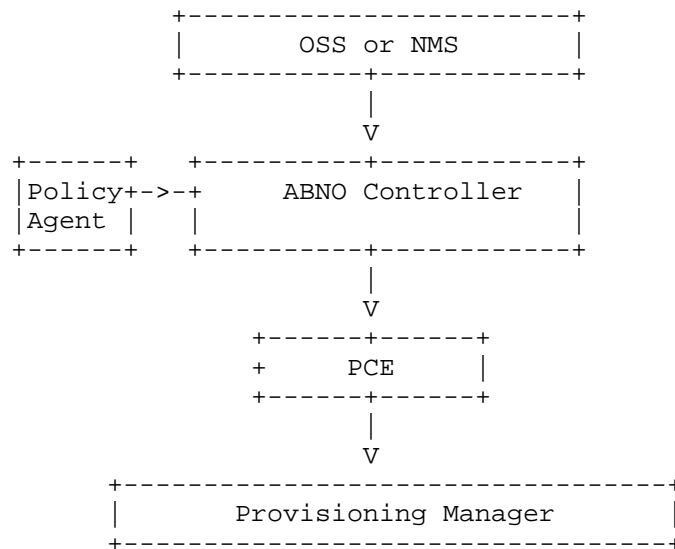 OSS or NMS
V
Policy ABNO Controller
Agent
V
PCE
V
Provisioning Manager